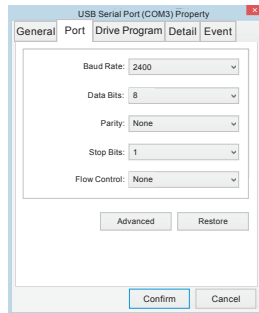 USB Serial Port (COM3) Property
General Port Drive Program Detail Event
Baud Rate: 2400
Data Bits: 8
Parity: None
Stop Bits: 1
Flow Control: None
Advanced Restore
Confirm Cancel